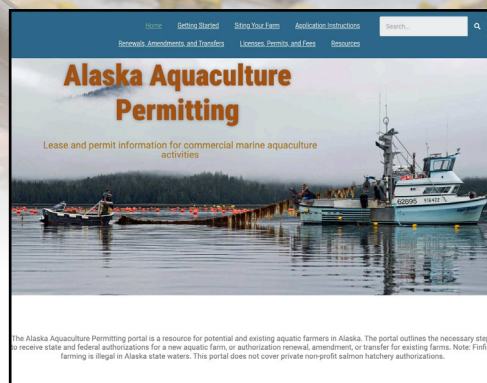 Home Getting Started Siting Your Farm Application Instructions Search...
Renewals, Amendments, and Transfers Licenses, Permits, and Fees Resources
Alaska Aquaculture
Permitting
Lease and permit information for commercial marine aquaculture
activities
62695
The Alaska Aquaculture Permitting portal is a resource for potential and existing aquatic farmers in Alaska. The portal outlines the necessary step
to receive state and federal authorizations for a new aquatic farm, or authorization renewal, amendment, or transfer for existing farms. Note: Finfi
farming is illegal in Alaska state waters. This portal does not cover private non-profit salmon hatchery authorizations.